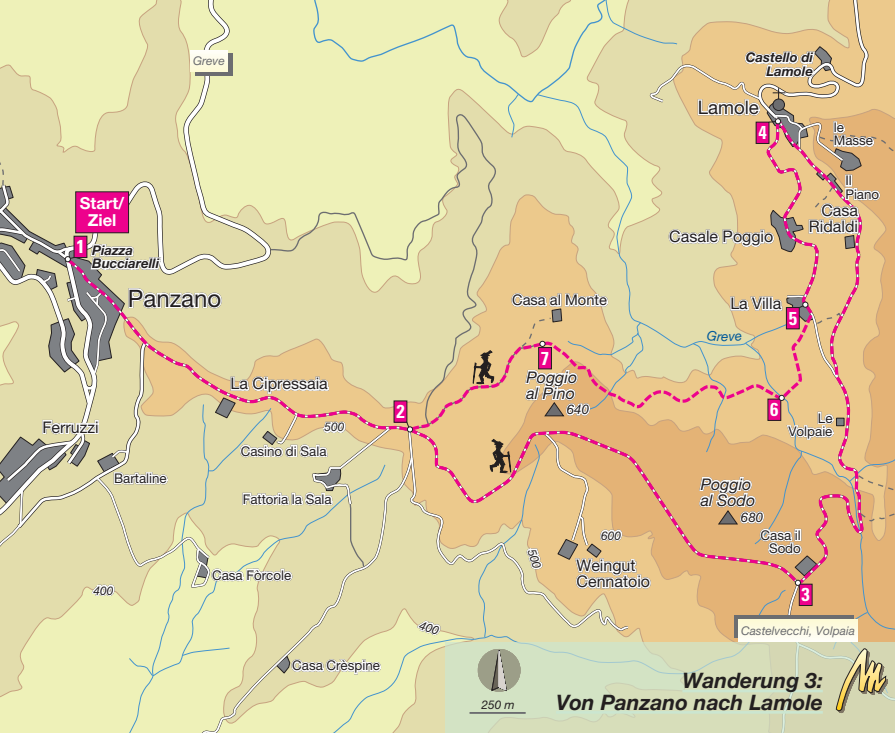 Greve
Castello di
Lamole
Lamole
4
le
Masse
Il
Piano
Start/
Ziel
Casa
Ridaldi
1
Piazza
Bucciarelli
Casale Poggio
Panzano
Casa al Monte
La Villa
5
Greve
7
La Cipressaia
Poggio
al Pino
640
2
6
500
Le
Volpaie
Ferruzzi
Casino di Sala
Bartaline
Fattoria la Sala
Poggio
al Sodo
680
600
Casa il
Sodo
500
Weingut
Cennatoio
Casa Fòrcole
400
3
400
Castelvecchi, Volpaia
Casa Crèspine
250 m
Wanderung 3:
Von Panzano nach Lamole